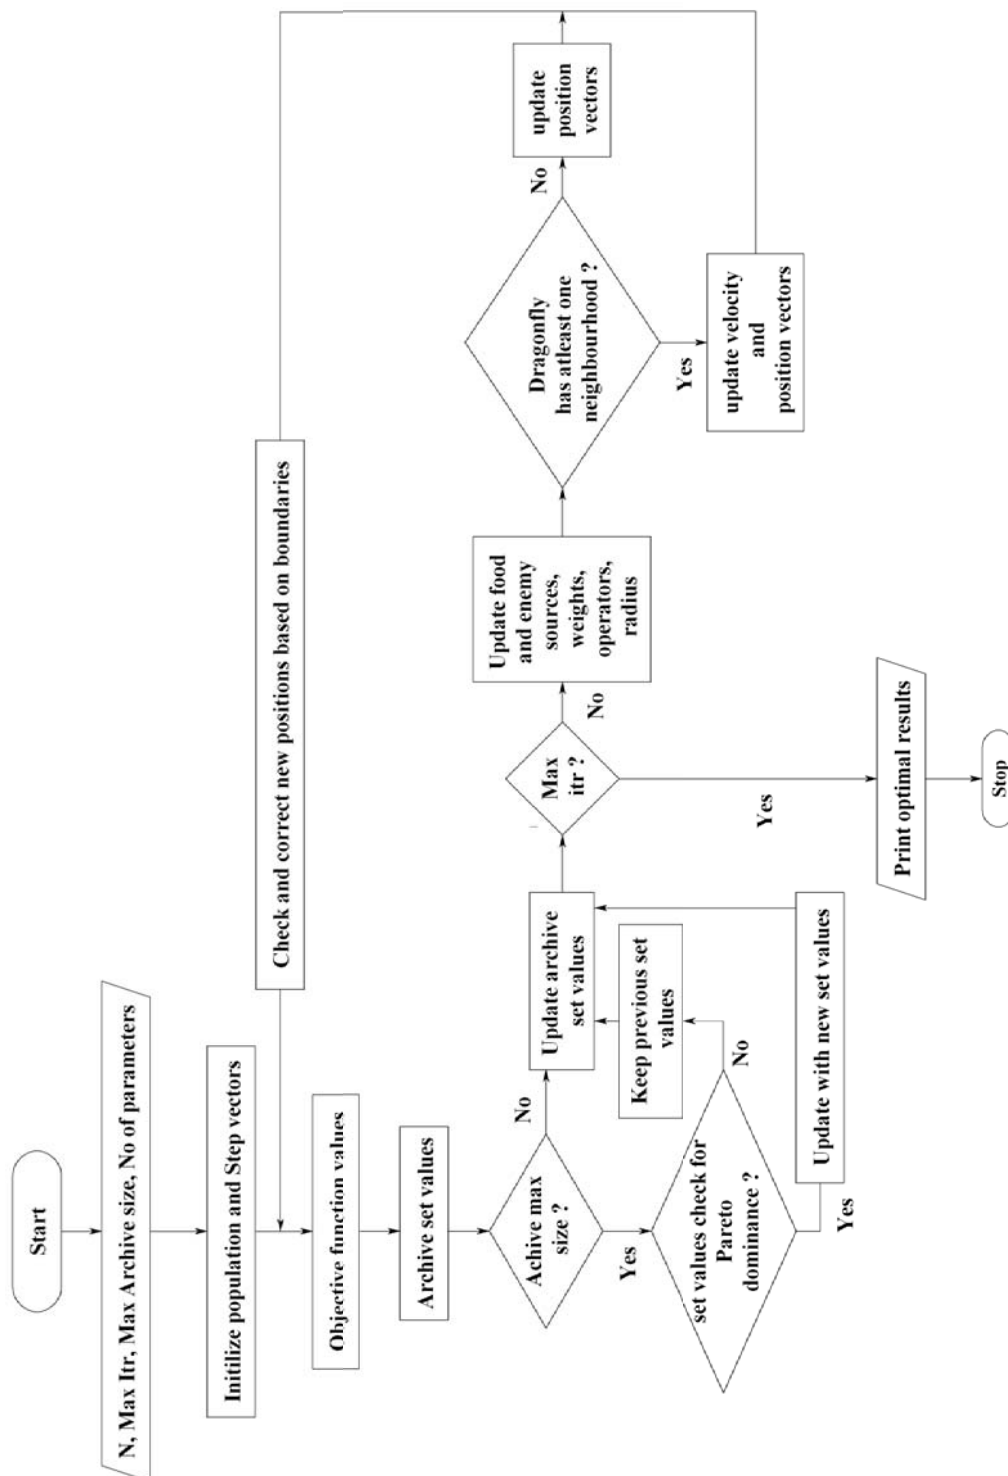 Start
N, Max Itr, Max Archive size, No of parameters
Initilize population and Step vectors
Objective function values
Archive set values
Achive max
size ?
No
Yes
set values check for
Pareto
dominance ?
No
Yes
Keep previous set
values
Update with new set values
Update archive
set values
Max
itr ?
No
Yes
Print optimal results
Stop
Update food
and enemy
sources,
weights,
operators,
radius
Dragonfly
has atleast one
neighbourhood ?
No
Yes
update
position
vectors
update velocity
and
position vectors
Check and correct new positions based on boundaries